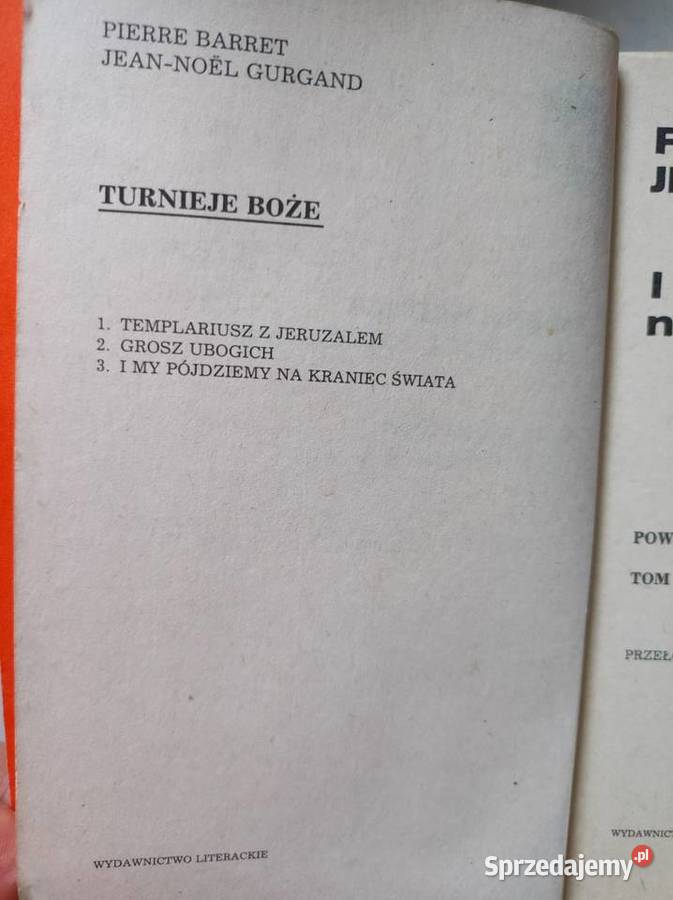 PIERRE BARRET
JEAN-NOËL GURGAND
TURNIEJE BOŻE
1. TEMPLARIUSZ Z JERUZALEM
2. GROSZ UBOGICH
3. I MY PÓJDZIEMY NA KRANIEC ŚWIATA
WYDAWNICTWO LITERACKIE
I
TOM
Sprzedajemy.pl